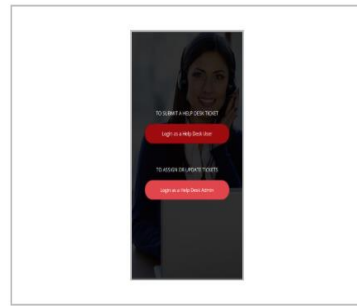 TO SUBMIT A HELP DESK TICKET
Login as a Help Desk User
TO ASSIGN OR UPDATE TICKETS
Login as a Help Desk Admin